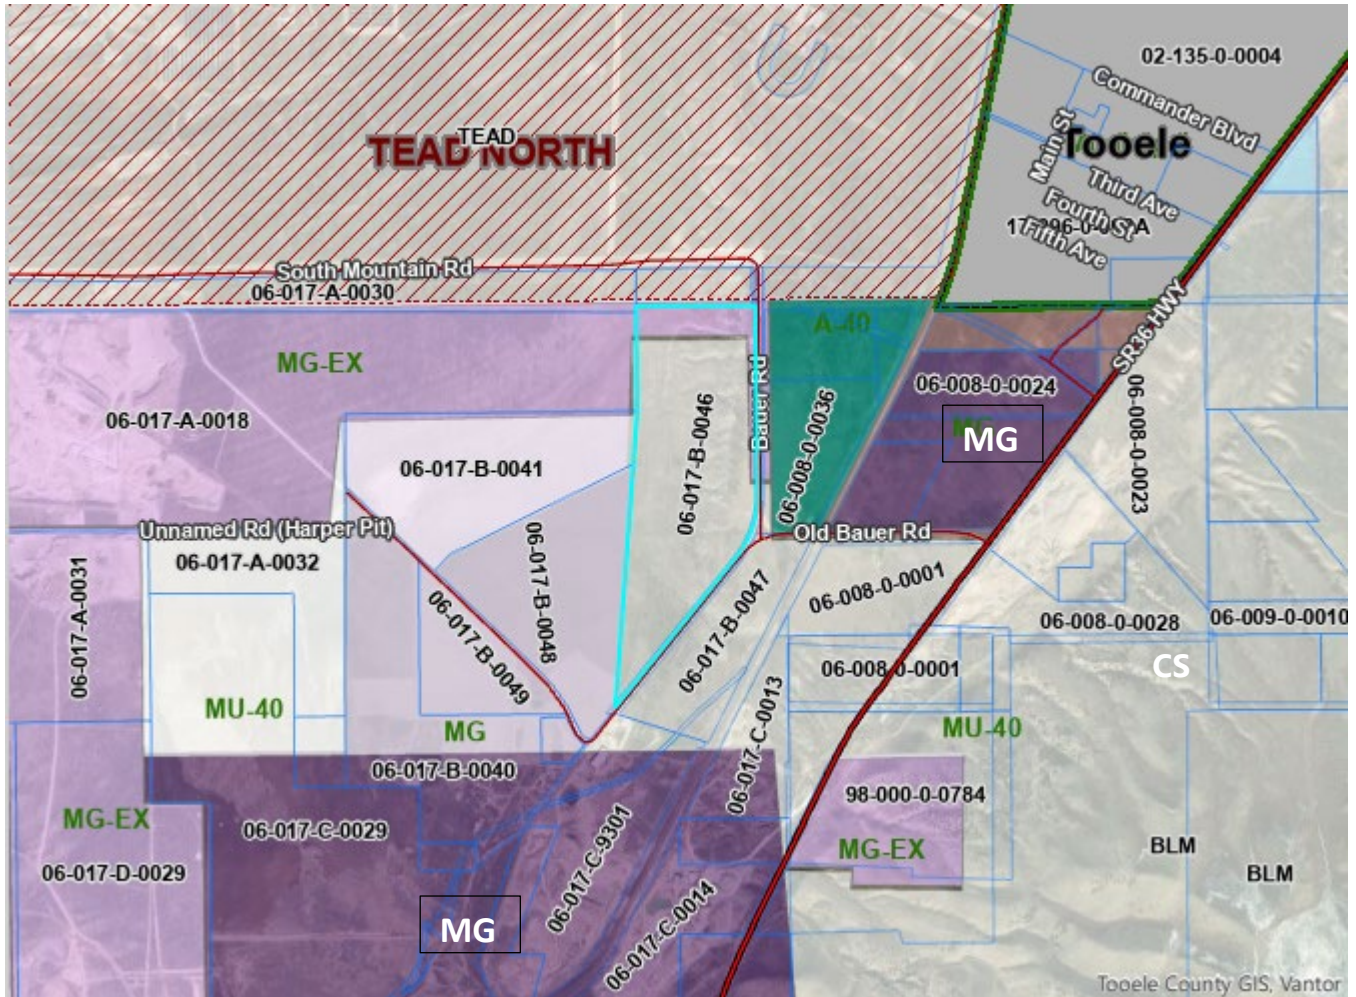 02-135-0-0004
Commander Blvd
TEAD
TEAD NORTH
Main St
Tooele
Third Ave
Fourth St
Fifth Ave
South Mountain Rd
06-017-A-0030
SR36 HWY
A-40
MG-EX
Bauer Rd
06-008-0-0024
06-017-A-0018
06-017-B-0046
06-008-0-0036
MG
06-008-0-0023
06-017-B-0041
Unnamed Rd (Harper Pit)
Old Bauer Rd
06-017-A-0032
06-017-A-0031
06-017-B-0048
06-017-B-0049
06-017-B-0047
06-008-0-0001
06-008-0-0028
06-009-0-0010
06-008-0-0001
CS
MU-40
MG
MU-40
06-017-C-0013
06-017-B-0040
98-000-0-0784
MG-EX
06-017-C-0029
06-017-C-9301
MG-EX
BLM
06-017-D-0029
BLM
MG
06-017-C-0014
Tooele County GIS, Vantor